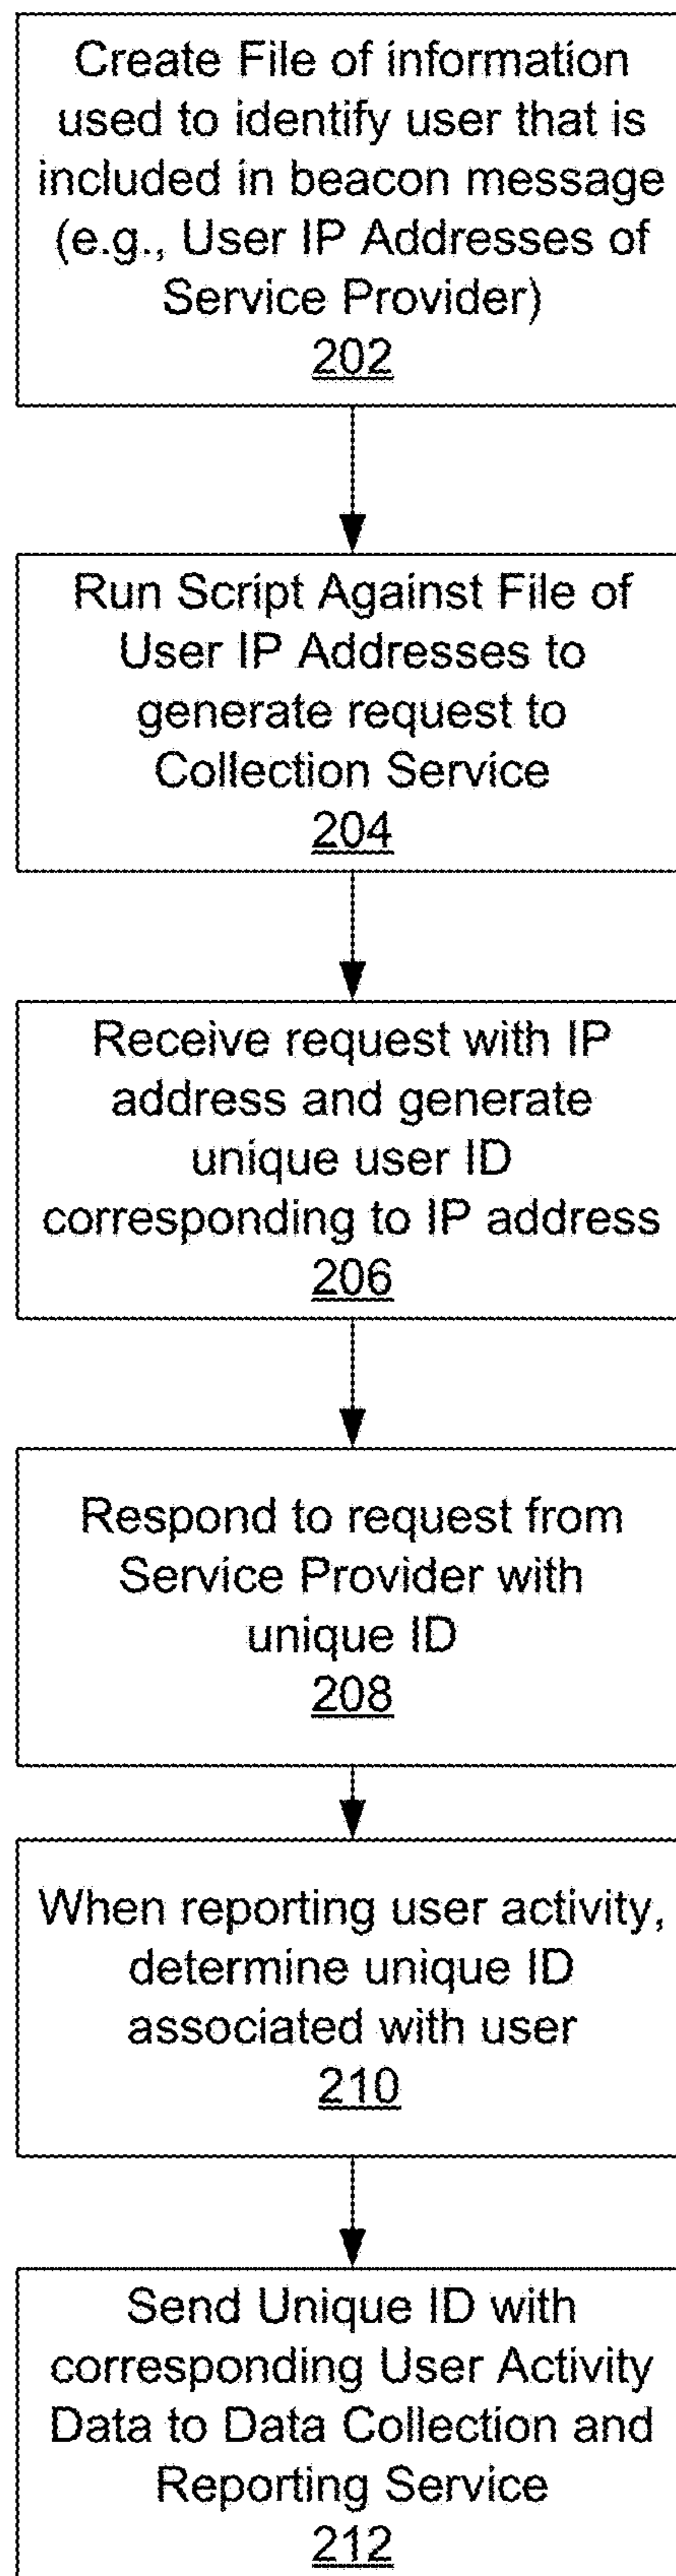 Create File of information
used to identify user that is
included in beacon message
(e.g., User IP Addresses of
Service Provider)
202
Run Script Against File of
User IP Addresses to
generate request to
Collection Service
204
Receive request with IP
address and generate
unique user ID
corresponding to IP address
206
Respond to request from
Service Provider with
unique ID
208
When reporting user activity,
determine unique ID
associated with user
210
Send Unique ID with
corresponding User Activity
Data to Data Collection and
Reporting Service
212